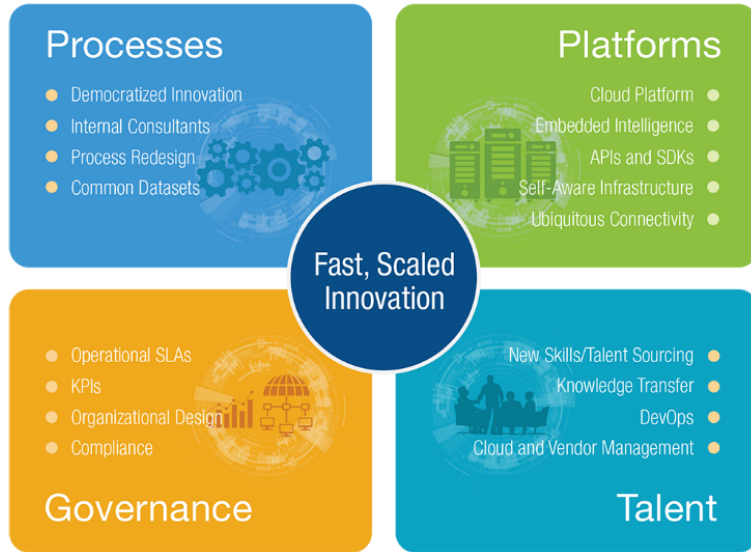 Processes
Democratized Innovation
Internal Consultants
Process Redesign
Common Datasets
Platforms
Cloud Platform
Embedded Intelligence
APIs and SDKs
Self-Aware Infrastructure
Ubiquitous Connectivity
Fast, Scaled
Innovation
Operational SLAs
KPIs
Organizational Design
Compliance
Governance
New Skills/Talent Sourcing
Knowledge Transfer
DevOps
Cloud and Vendor Management
Talent